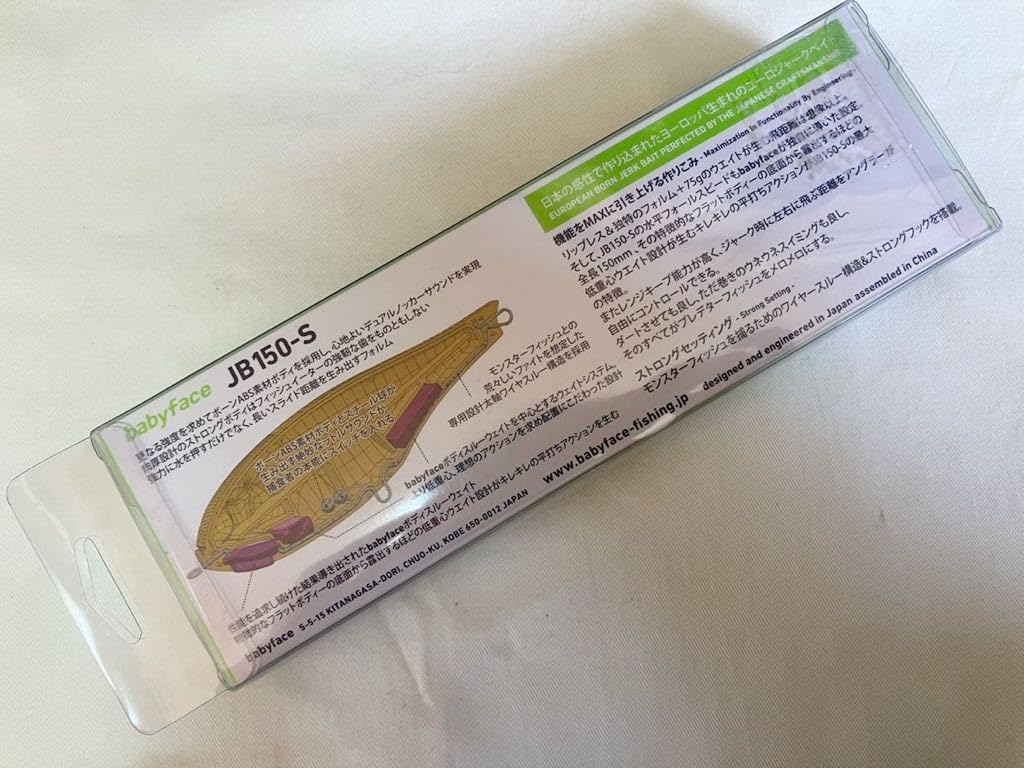 babyface JB150-S
更なる強度を求めてボーンABS素材ボディを採用し、心地よいデュアルノッカーサウンドを実現
肉厚設計のストロングボディはフィッシュイーターの強靭な歯をものともしない
強力に水を押すだけでなく、長いスライド距離を生み出すフォルム
ボーンABS素材ボディとスチール球が
生み出す絶妙なラトルサウンドが
捕食者の本能にスイッチを入れる
モンスターフィッシュとの
荒々しいファイトを想定した
専用設計太軸ワイヤスルー構造を採用
babyfaceボディスルーウェイトを中心とするウェイトシステム。
より低重心、理想のアクションを求め配置にこだわった設計
性能を追求し続けた結果導き出されたbabyfaceボディスルーウェイト
特徴的なフラットボディーの底面から露出するほどの低重心ウエイト設計がキレキレの平打ちアクションを生む
babyface 5-5-15 KITANAGASA-DORI, CHUO-KU, KOBE 650-0012 JAPAN www.babyface-fishing.jp
日本の感性で作り込まれたヨーロッパ生まれのユーロジャークベイト
EUROPEAN BORN JERK BAIT PERFECTED BY THE JAPANESE CRAFTSMANSHIP
機能をMAXに引き上げる作りこみ - Maximization in Functionality By Engineering -
リップレス&独特のフォルム+75gのウエイトが生む飛距離は想像以上。
そして、JB150-Sの水平フォールスピードもbabyfaceが独自に導いた設定。
全長150mm、その特徴的なフラットボディーの底面から露出するほどの
低重心ウエイト設計が生むキレキレの平打ちアクションがJB150-Sの最大
の特徴。
またレンジキープ能力が高く、ジャーク時に左右に飛ぶ距離をアングラーが
自由にコントロールできる。
ダートさせても良し、ただ巻きのウネウネスイミングも良し、
そのすべてがプレデターフィッシュをメロメロにする。
ストロングセッティング - Strong Setting -
モンスターフィッシュを捕るためのワイヤースルー構造&ストロングフックを搭載。
designed and engineered in Japan assembled in China